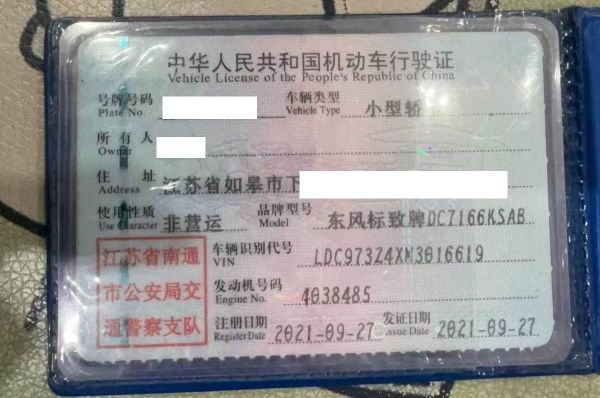 中华人民共和国机动车行驶证
Vehicle License of the People's Republic of China
号牌号码 车辆类型 小型轿
Plate No. Vehicle Type
所有人
Owner
住址 江苏省如皋市下
Address
使用性质 非营运 品牌型号 东风标致牌DC7166KSAB
Use Character Model
江苏省南通市公安局交通警察支队
车辆识别代号 LDC973Z4XM3016619
VIN
发动机号码 4038485
Engine No.
注册日期 2021-09-27 发证日期 2021-09-27
Register Date Issue Date